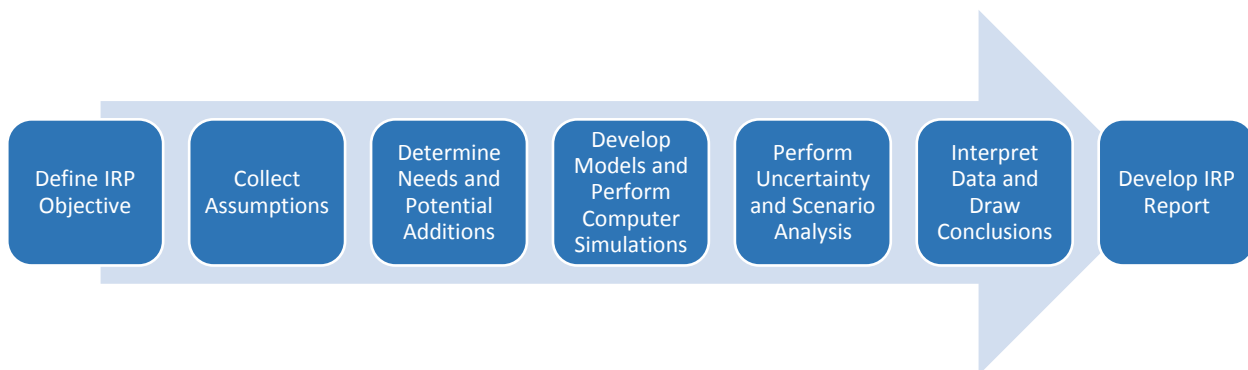 Define IRP
Objective
Collect
Assumptions
Determine
Needs and
Potential
Additions
Develop
Models and
Perform
Computer
Simulations
Perform
Uncertainty
and Scenario
Analysis
Interpret
Data and
Draw
Conclusions
Develop IRP
Report